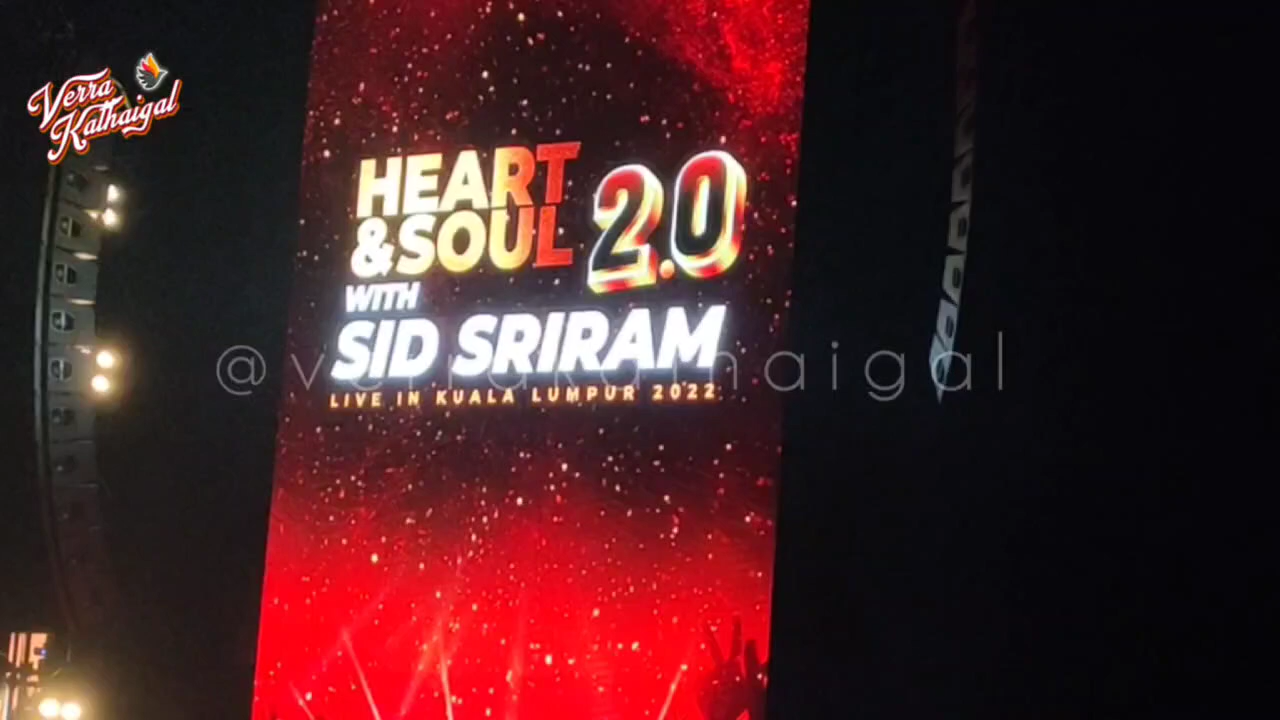 Verra
Kathaigal
HEART
&SOUL
2.0
WITH
SID SRIRAM
@verrakathaigal
LIVE IN KUALA LUMPUR 2022